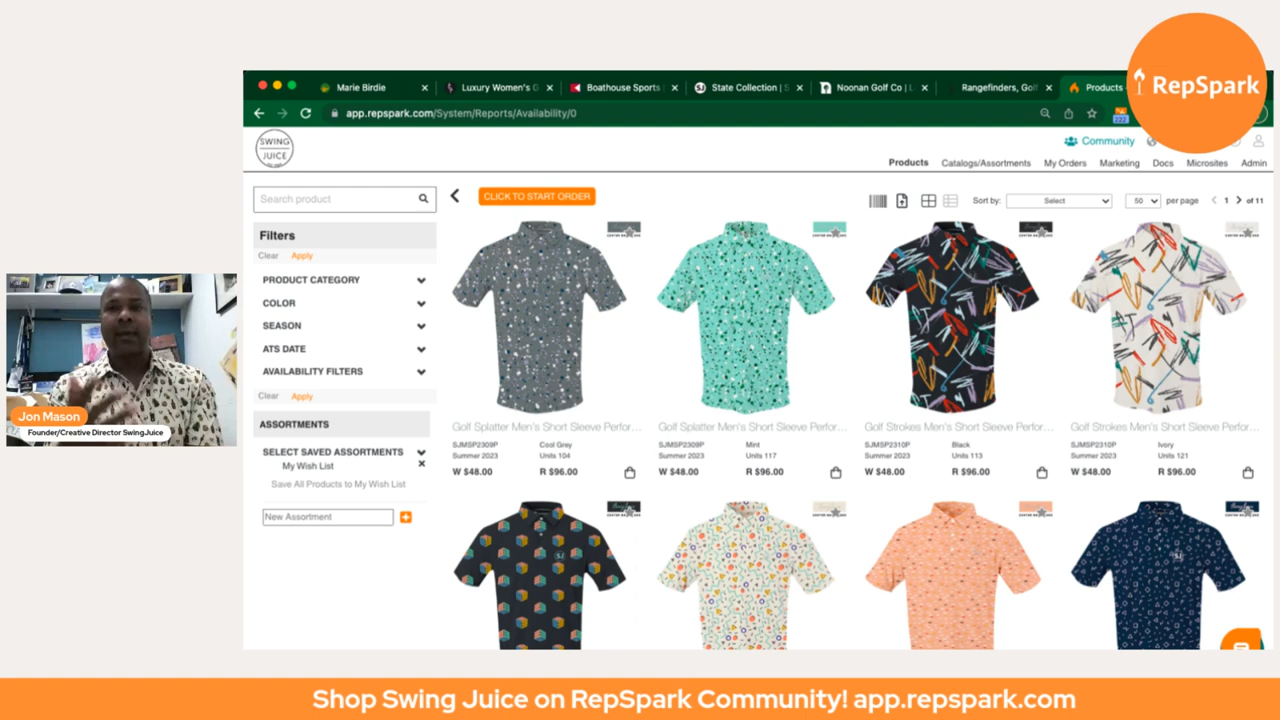 RepSpark
Marie Birdie
Luxury Women's G
Boathouse Sports
State Collection | S
Noonan Golf Co | L
Rangefinders, Golf
Products
app.repspark.com/System/Reports/Availability/0
SWING
JUICE
Community
Products
Catalogs/Assortments
My Orders
Marketing
Docs
Microsites
Admin
Search product
CLICK TO START ORDER
Sort by:
Select
50
per page
1
of 11
Filters
Clear
Apply
PRODUCT CATEGORY
COLOR
SEASON
ATS DATE
AVAILABILITY FILTERS
Clear
Apply
ASSORTMENTS
SELECT SAVED ASSORTMENTS
My Wish List
Save All Products to My Wish List
New Assortment
Golf Splatter Men's Short Sleeve Perfor...
SJMSP2309P
Cool Grey
Summer 2023
Units 104
W $48.00
R $96.00
Golf Splatter Men's Short Sleeve Perfor...
SJMSP2309P
Mint
Summer 2023
Units 117
W $48.00
R $96.00
Golf Strokes Men's Short Sleeve Perfor...
SJMSP2310P
Black
Summer 2023
Units 113
W $48.00
R $96.00
Golf Strokes Men's Short Sleeve Perfor...
SJMSP2310P
Ivory
Summer 2023
Units 121
W $48.00
R $96.00
SJ
SJ
Jon Mason
Founder/Creative Director SwingJuice
Shop Swing Juice on RepSpark Community! app.repspark.com